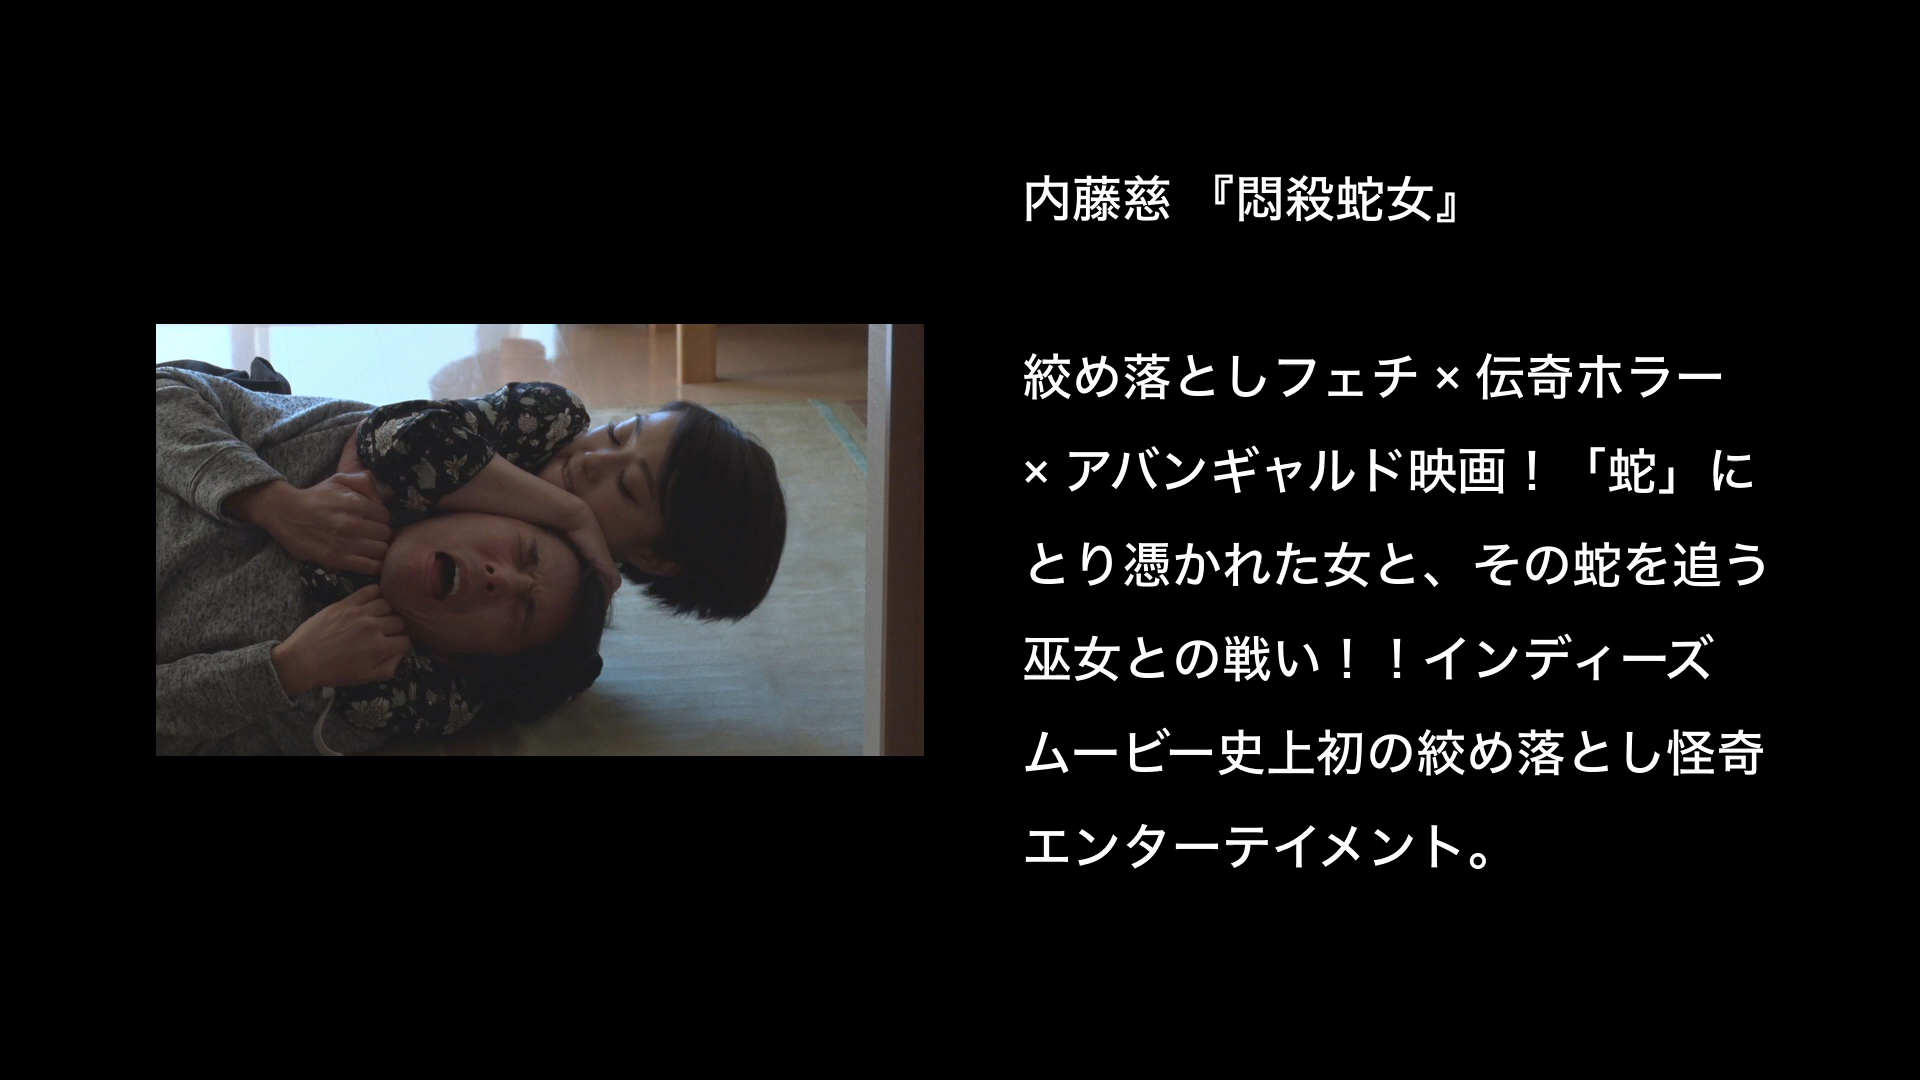 内藤慈 『悶殺蛇女』
絞め落としフェチ × 伝奇ホラー
× アバンギャルド映画！「蛇」に
とり憑かれた女と、その蛇を追う
巫女との戦い！！インディーズ
ムービー史上初の絞め落とし怪奇
エンターテイメント。